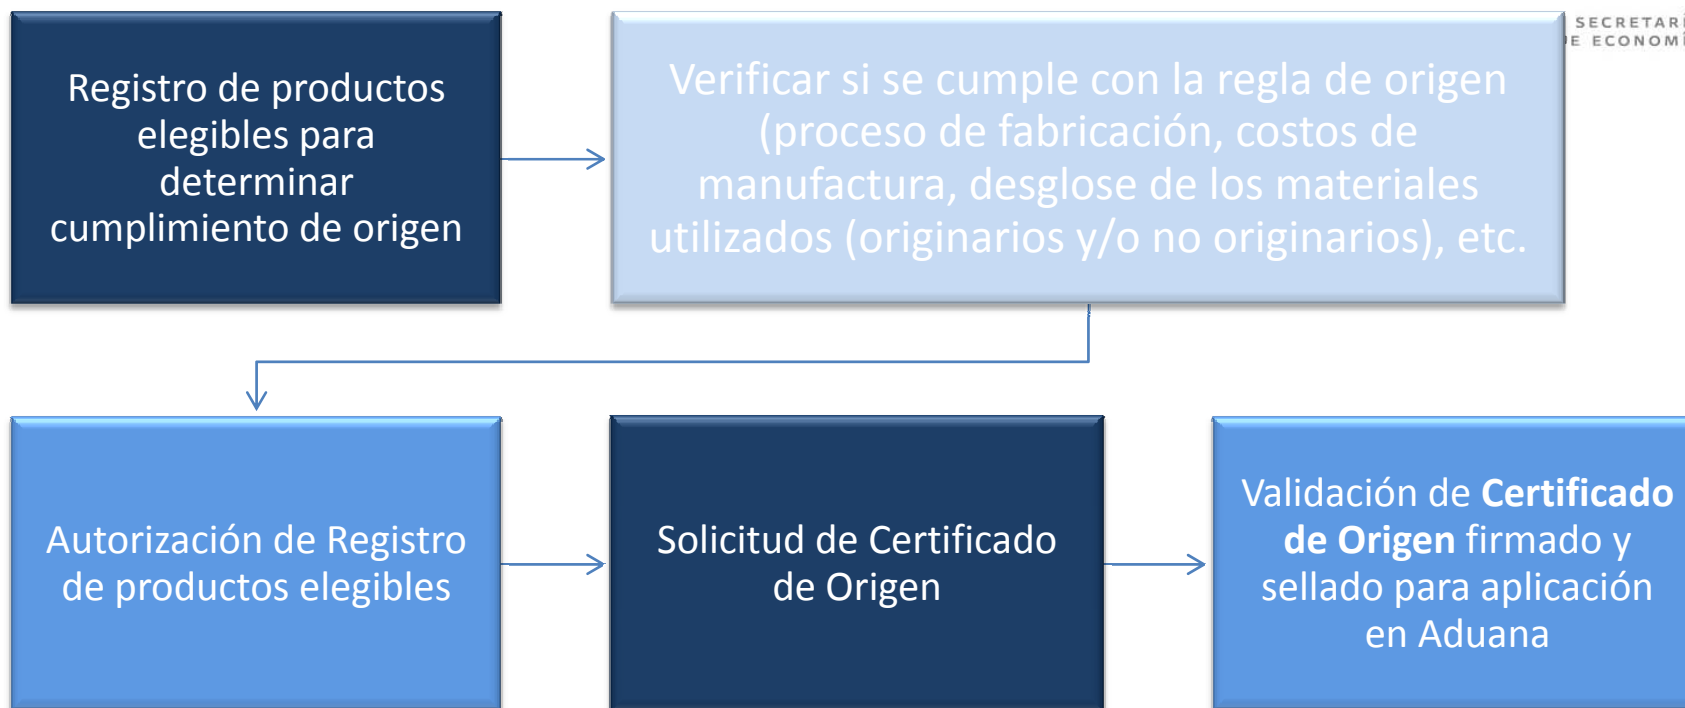 SECRETARÍ
E ECONOMÍ
Registro de productos
elegibles para
determinar
cumplimiento de origen
Verificar si se cumple con la regla de origen
(proceso de fabricación, costos de
manufactura, desglose de los materiales
utilizados (originarios y/o no originarios), etc.
Autorización de Registro
de productos elegibles
Solicitud de Certificado
de Origen
Validación de Certificado
de Origen firmado y
sellado para aplicación
en Aduana